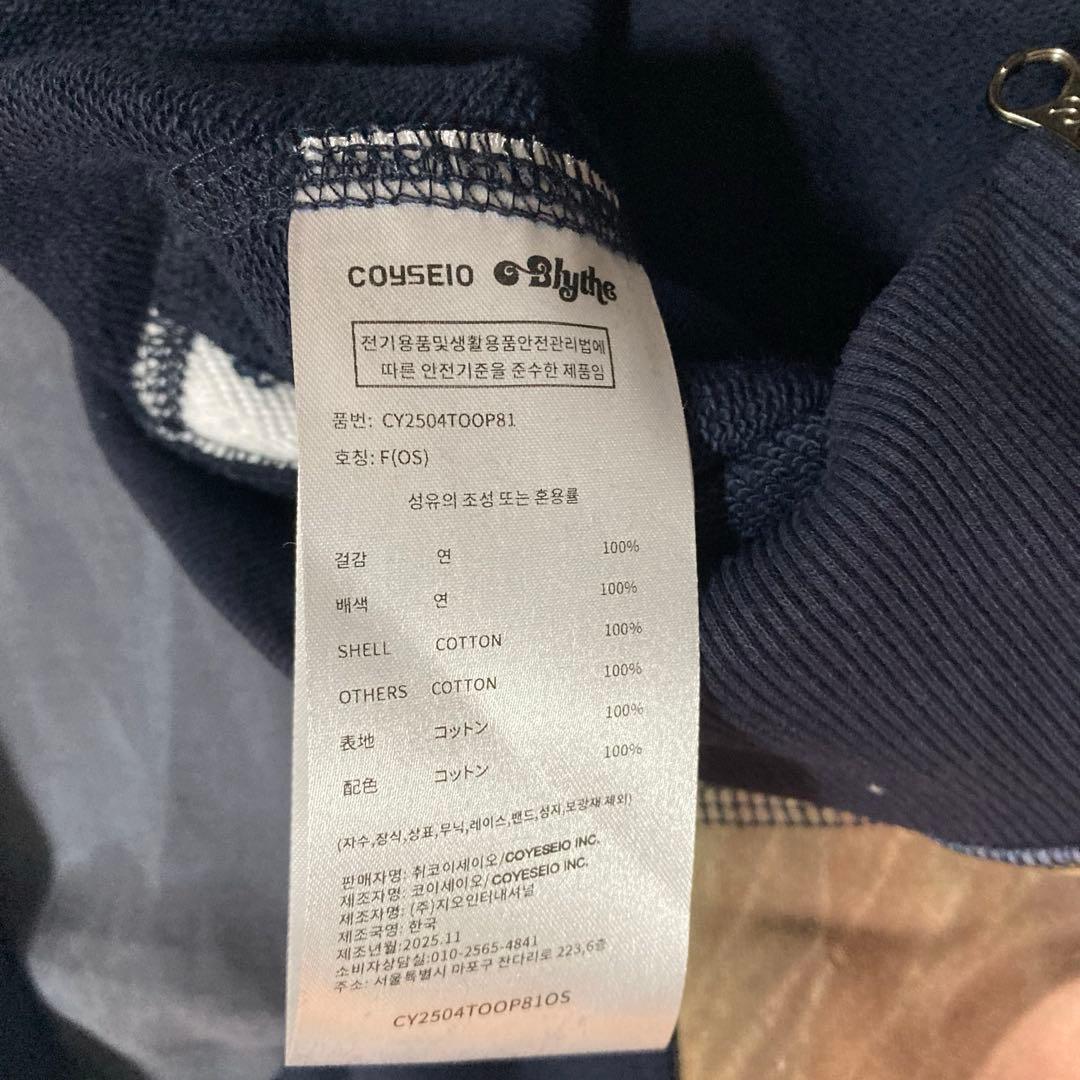 COYSEIO Blythe
전기용품및생활용품안전관리법에
따른 안전기준을 준수한 제품임
품번: CY2504TOOP81
호칭: F(OS)
성유의 조성 또는 혼용률
걸감 연 100%
배색 연 100%
SHELL COTTON 100%
OTHERS COTTON 100%
表地 コットン 100%
配色 コットン 100%
(자수,장식,상표,무늬,레이스,밴드,성지,보광재 제외)
판매자명: 취코이세이오/COYESEIO INC.
제조자명: 코이세이오/COYESEIO INC.
제조자명: (주)지오인터내셔널
제조국명: 한국
제조년월:2025.11
소비자상담실:010-2565-4841
주소: 서울특별시 마포구 잔다리로 223,6층
CY2504TOOP81OS